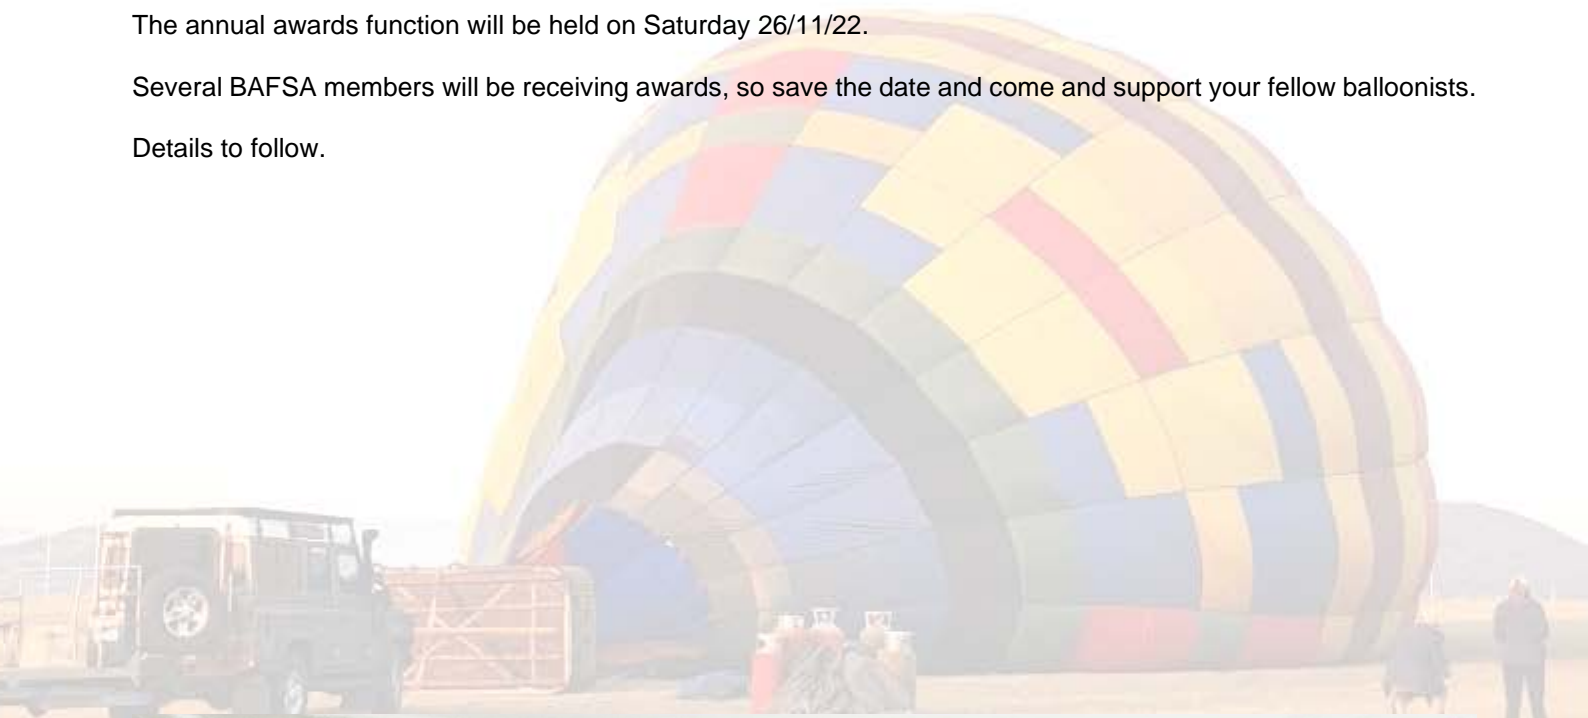 The annual awards function will be held on Saturday 26/11/22.
Several BAFSA members will be receiving awards, so save the date and come and support your fellow balloonists.
Details to follow.